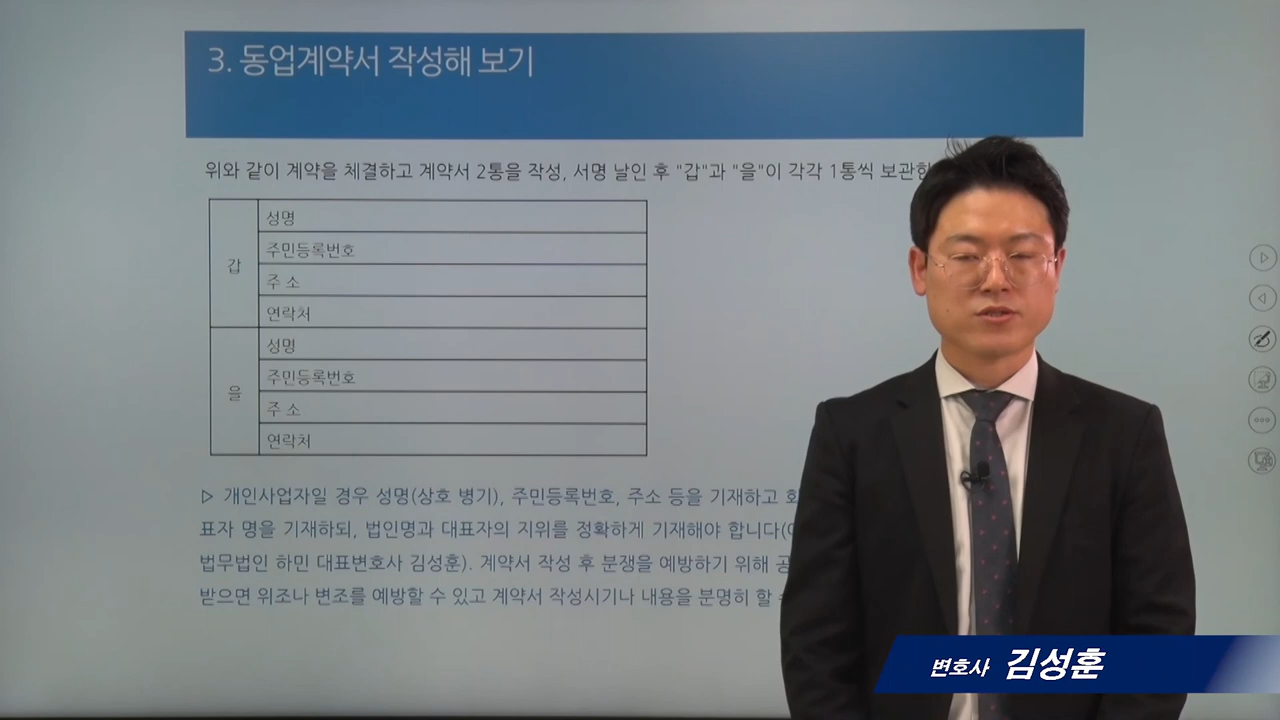 3. 동업계약서 작성해 보기
위와 같이 계약을 체결하고 계약서 2통을 작성, 서명 날인 후 "갑"과 "을"이 각각 1통씩 보관한
갑
성명
주민등록번호
주 소
연락처
을
성명
주민등록번호
주 소
연락처
▷ 개인사업자일 경우 성명(상호 병기), 주민등록번호, 주소 등을 기재하고
표자 명을 기재하되, 법인명과 대표자의 지위를 정확하게 기재해야 합니다(
법무법인 하민 대표변호사 김성훈). 계약서 작성 후 분쟁을 예방하기 위해
받으면 위조나 변조를 예방할 수 있고 계약서 작성시기나 내용을 분명히 할
변호사 김성훈